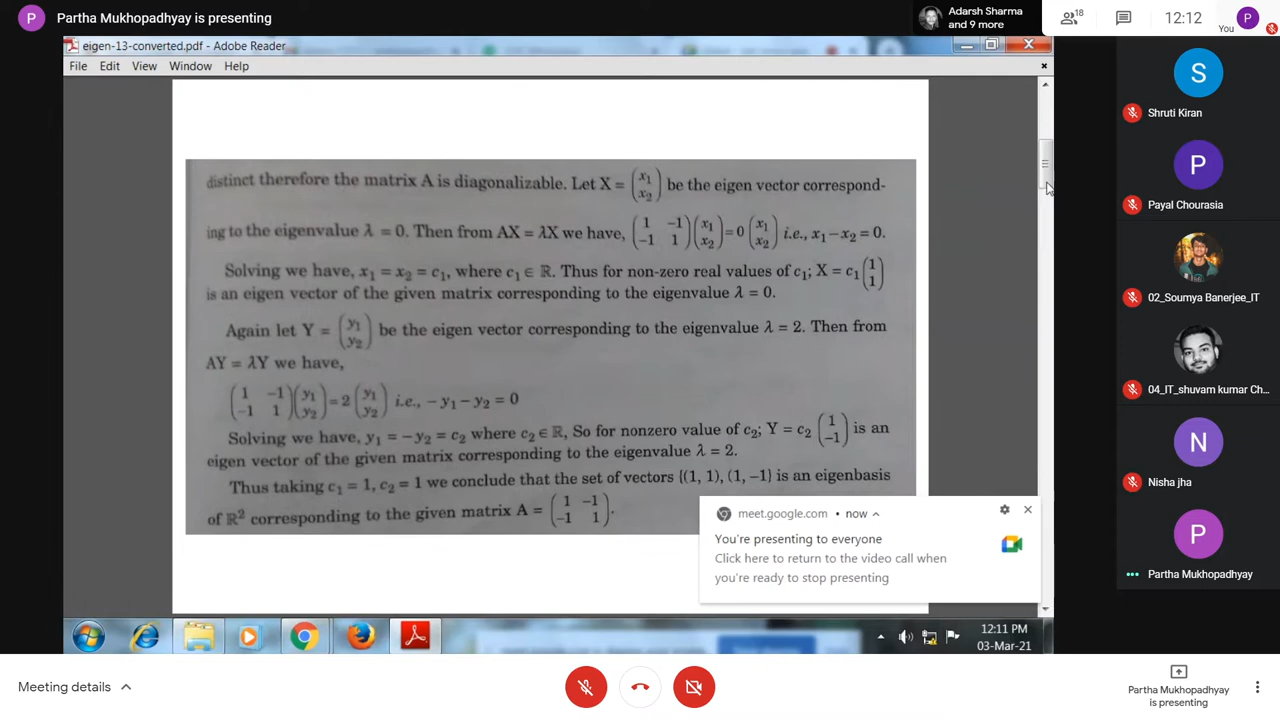 P Partha Mukhopadhyay is presenting
Adarsh Sharma
and 9 more
18
12:12
You
P
eigen-13-converted.pdf - Adobe Reader
File Edit View Window Help
distinct therefore the matrix A is diagonalizable. Let X = (x₁ x₂) be the eigen vector correspond-
ing to the eigenvalue λ = 0. Then from AX = λX we have, (1 −1 −1 1)(x₁ x₂) = 0 (x₁ x₂) i.e., x₁ − x₂ = 0.
Solving we have, x₁ = x₂ = c₁, where c₁ ∈ ℝ. Thus for non-zero real values of c₁; X = c₁ (1 1)
is an eigen vector of the given matrix corresponding to the eigenvalue λ = 0.
Again let Y = (y₁ y₂) be the eigen vector corresponding to the eigenvalue λ = 2. Then from
AY = λY we have,
(1 −1 −1 1)(y₁ y₂) = 2 (y₁ y₂) i.e., − y₁ − y₂ = 0
Solving we have, y₁ = −y₂ = c₂ where c₂ ∈ ℝ, So for nonzero value of c₂; Y = c₂ (1 −1) is an
eigen vector of the given matrix corresponding to the eigenvalue λ = 2.
Thus taking c₁ = 1, c₂ = 1 we conclude that the set of vectors {(1, 1), (1, −1} is an eigenbasis
of ℝ² corresponding to the given matrix A = (1 −1 −1 1).
meet.google.com • now
You're presenting to everyone
Click here to return to the video call when
you're ready to stop presenting
12:11 PM
03-Mar-21
S
Shruti Kiran
P
Payal Chourasia
02_Soumya Banerjee_IT
04_IT_shuvam kumar Ch...
N
Nisha jha
P
Partha Mukhopadhyay
Meeting details
Partha Mukhopadhyay
is presenting